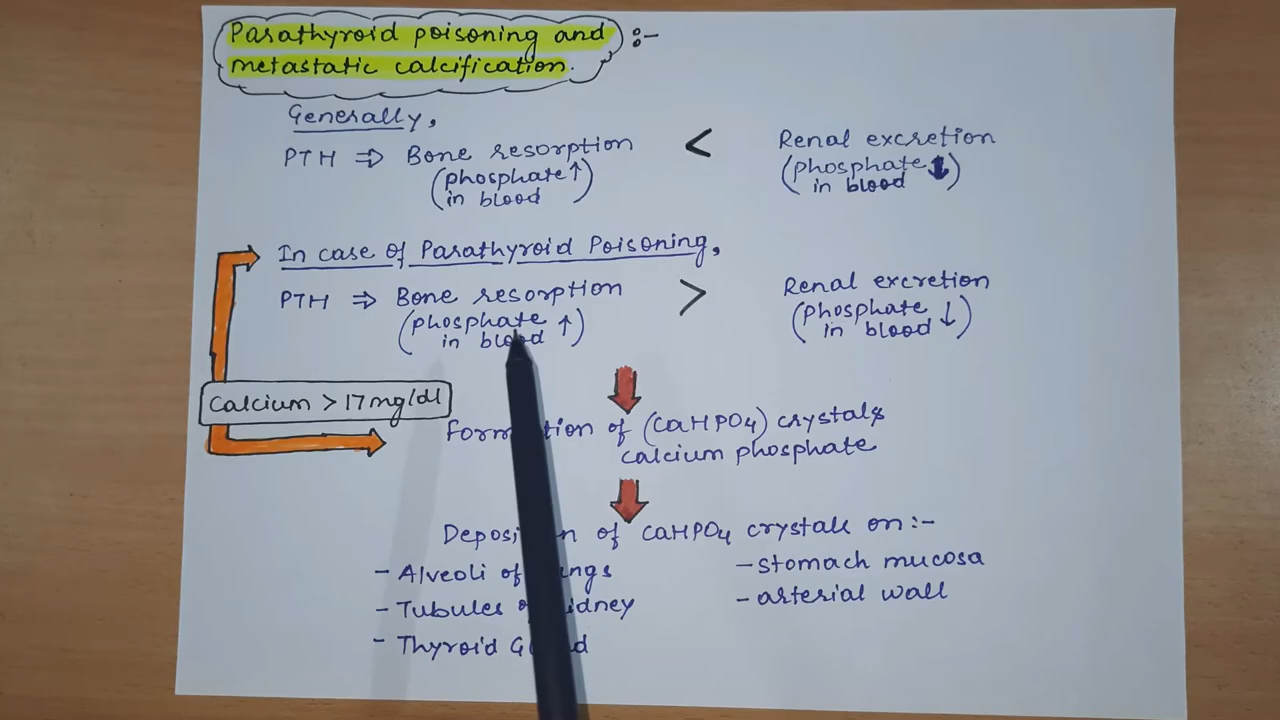 Parathyroid poisoning and :-
metastatic calcification.
Generally,
PTH ⇒ Bone resorption < Renal excretion
(phosphate ↑ in blood) (phosphate ↓ in blood)
In case of Parathyroid Poisoning,
PTH ⇒ Bone resorption > Renal excretion
(phosphate ↑ in blood) (phosphate ↓ in blood)
Calcium > 17 mg/dl
(CaHPO4) crystals
of
calcium phosphate
of CaHPO4 crystals on :-
- Alveoli of
- stomach mucosa
- Tubules
- arterial wall
- Thyroid